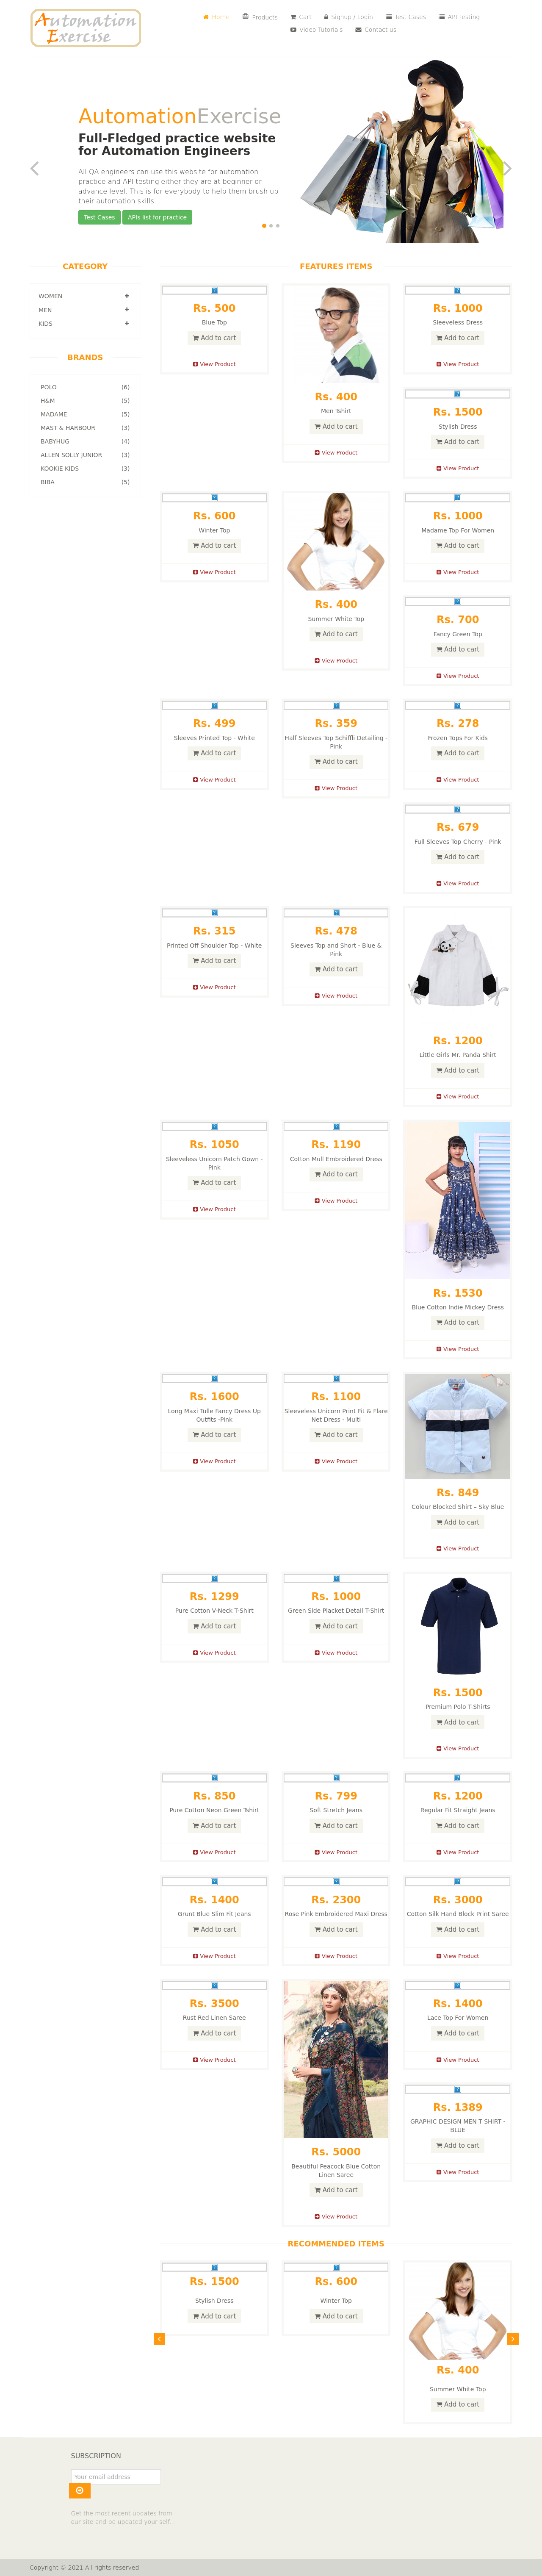 Automation
Exercise
Home
Products
Cart
Signup / Login
Test Cases
API Testing
Video Tutorials
Contact us
AutomationExercise
Full-Fledged practice website
for Automation Engineers
All QA engineers can use this website for automation
practice and API testing either they are at beginner or
advance level. This is for everybody to help them brush up
their automation skills.
Test Cases
APIs list for practice
CATEGORY
WOMEN
MEN
KIDS
BRANDS
POLO (6)
H&M (5)
MADAME (5)
MAST & HARBOUR (3)
BABYHUG (4)
ALLEN SOLLY JUNIOR (3)
KOOKIE KIDS (3)
BIBA (5)
FEATURES ITEMS
Rs. 500
Blue Top
Add to cart
View Product
Rs. 400
Men Tshirt
Add to cart
View Product
Rs. 1000
Sleeveless Dress
Add to cart
View Product
Rs. 1500
Stylish Dress
Add to cart
View Product
Rs. 600
Winter Top
Add to cart
View Product
Rs. 400
Summer White Top
Add to cart
View Product
Rs. 1000
Madame Top For Women
Add to cart
View Product
Rs. 700
Fancy Green Top
Add to cart
View Product
Rs. 499
Sleeves Printed Top - White
Add to cart
View Product
Rs. 359
Half Sleeves Top Schiffli Detailing -
Pink
Add to cart
View Product
Rs. 278
Frozen Tops For Kids
Add to cart
View Product
Rs. 679
Full Sleeves Top Cherry - Pink
Add to cart
View Product
Rs. 315
Printed Off Shoulder Top - White
Add to cart
View Product
Rs. 478
Sleeves Top and Short - Blue &
Pink
Add to cart
View Product
Rs. 1200
Little Girls Mr. Panda Shirt
Add to cart
View Product
Rs. 1050
Sleeveless Unicorn Patch Gown -
Pink
Add to cart
View Product
Rs. 1190
Cotton Mull Embroidered Dress
Add to cart
View Product
Rs. 1530
Blue Cotton Indie Mickey Dress
Add to cart
View Product
Rs. 1600
Long Maxi Tulle Fancy Dress Up
Outfits -Pink
Add to cart
View Product
Rs. 1100
Sleeveless Unicorn Print Fit & Flare
Net Dress - Multi
Add to cart
View Product
Rs. 849
Colour Blocked Shirt – Sky Blue
Add to cart
View Product
Rs. 1299
Pure Cotton V-Neck T-Shirt
Add to cart
View Product
Rs. 1000
Green Side Placket Detail T-Shirt
Add to cart
View Product
Rs. 1500
Premium Polo T-Shirts
Add to cart
View Product
Rs. 850
Pure Cotton Neon Green Tshirt
Add to cart
View Product
Rs. 799
Soft Stretch Jeans
Add to cart
View Product
Rs. 1200
Regular Fit Straight Jeans
Add to cart
View Product
Rs. 1400
Grunt Blue Slim Fit Jeans
Add to cart
View Product
Rs. 2300
Rose Pink Embroidered Maxi Dress
Add to cart
View Product
Rs. 3000
Cotton Silk Hand Block Print Saree
Add to cart
View Product
Rs. 3500
Rust Red Linen Saree
Add to cart
View Product
Rs. 5000
Beautiful Peacock Blue Cotton
Linen Saree
Add to cart
View Product
Rs. 1400
Lace Top For Women
Add to cart
View Product
Rs. 1389
GRAPHIC DESIGN MEN T SHIRT -
BLUE
Add to cart
View Product
RECOMMENDED ITEMS
Rs. 1500
Stylish Dress
Add to cart
Rs. 600
Winter Top
Add to cart
Rs. 400
Summer White Top
Add to cart
SUBSCRIPTION
Your email address
Get the most recent updates from
our site and be updated your self...
Copyright © 2021 All rights reserved